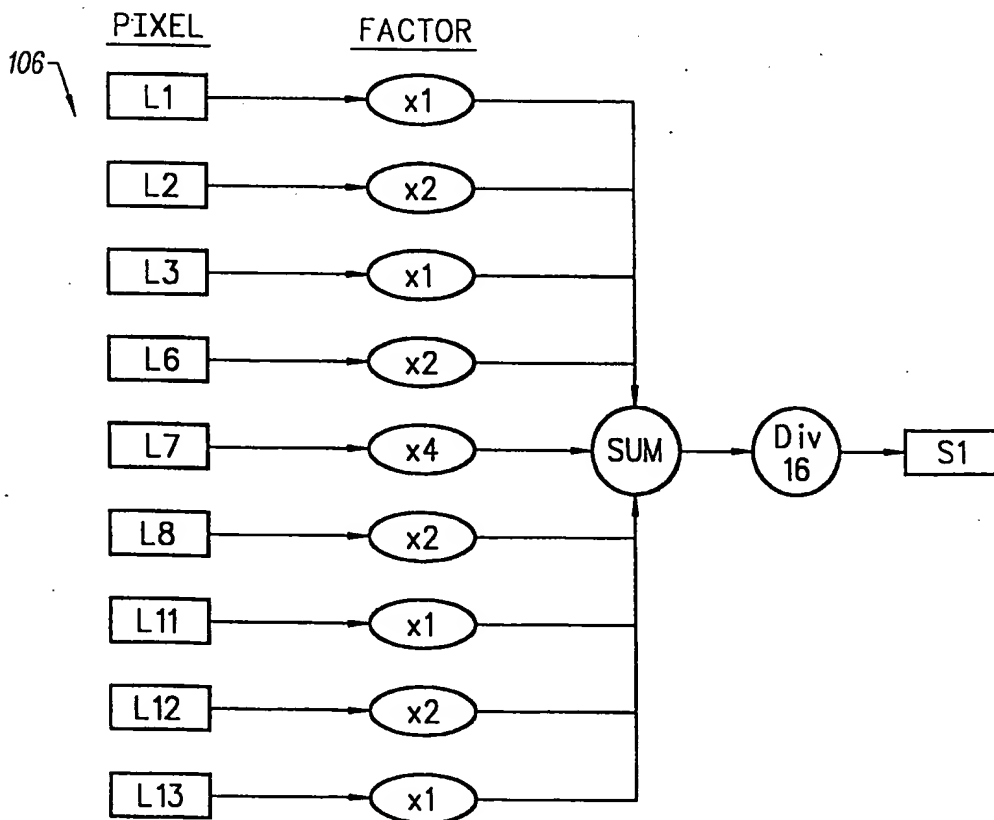 PIXEL FACTOR
106
L1 x1
L2 x2
L3 x1
L6 x2
L7 x4 SUM Div 16 S1
L8 x2
L11 x1
L12 x2
L13 x1